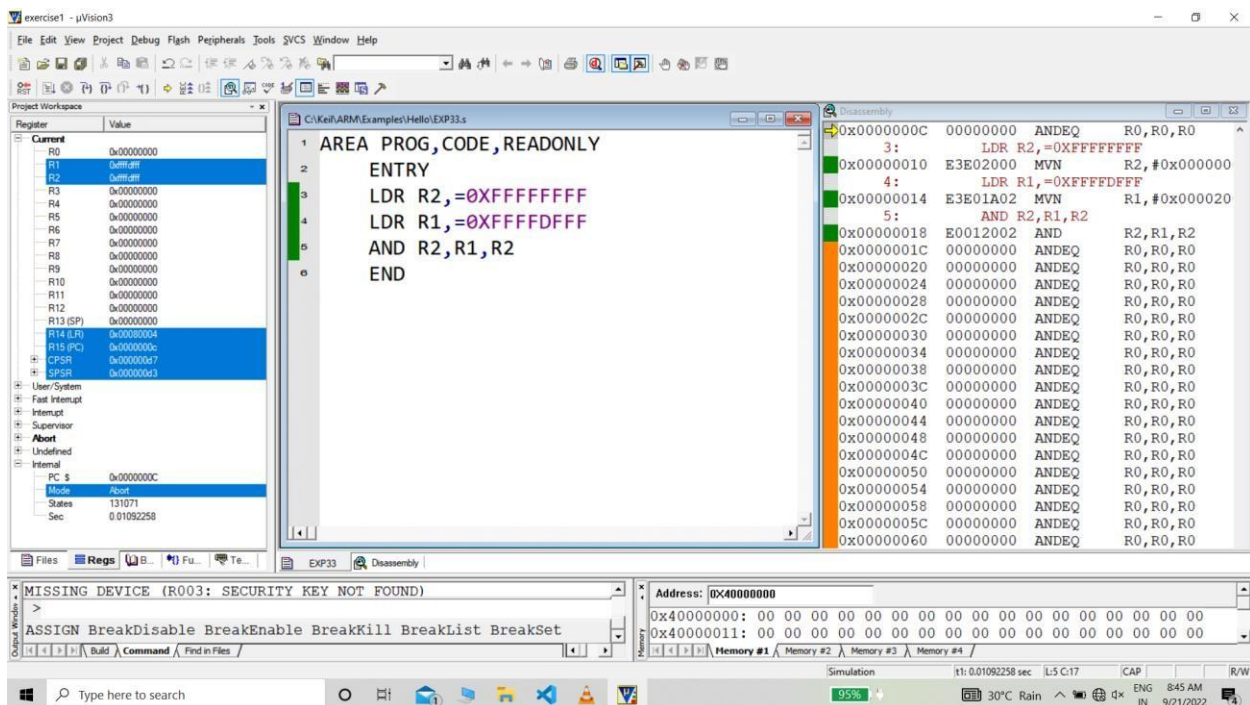 exercise1 - µVision3
File Edit View Project Debug Flash Peripherals Tools SVCS Window Help
Project Workspace
Register Value
Current
R0 0x00000000
R1 0xffffdfff
R2 0xffffdfff
R3 0x00000000
R4 0x00000000
R5 0x00000000
R6 0x00000000
R7 0x00000000
R8 0x00000000
R9 0x00000000
R10 0x00000000
R11 0x00000000
R12 0x00000000
R13 (SP) 0x00000000
R14 (LR) 0x00080004
R15 (PC) 0x0000000c
CPSR 0x000000d7
SPSR 0x000000d3
User/System
Fast Interrupt
Interrupt
Supervisor
Abort
Undefined
Internal
PC $ 0x0000000C
Mode Abort
States 131071
Sec 0.01092258
Files Regs B... Fu... Te...
C:\Keil\ARM\Examples\Hello\EXP33.s
1 AREA PROG,CODE,READONLY
2 ENTRY
3 LDR R2,=0XFFFFFFFF
4 LDR R1,=0XFFFFDFFF
5 AND R2,R1,R2
6 END
EXP33 Disassembly
Disassembly
0x0000000C 00000000 ANDEQ R0,R0,R0
3: LDR R2,=0XFFFFFFFF
0x00000010 E3E02000 MVN R2,#0x000000
4: LDR R1,=0XFFFFDFFF
0x00000014 E3E01A02 MVN R1,#0x000020
5: AND R2,R1,R2
0x00000018 E0012002 AND R2,R1,R2
0x0000001C 00000000 ANDEQ R0,R0,R0
0x00000020 00000000 ANDEQ R0,R0,R0
0x00000024 00000000 ANDEQ R0,R0,R0
0x00000028 00000000 ANDEQ R0,R0,R0
0x0000002C 00000000 ANDEQ R0,R0,R0
0x00000030 00000000 ANDEQ R0,R0,R0
0x00000034 00000000 ANDEQ R0,R0,R0
0x00000038 00000000 ANDEQ R0,R0,R0
0x0000003C 00000000 ANDEQ R0,R0,R0
0x00000040 00000000 ANDEQ R0,R0,R0
0x00000044 00000000 ANDEQ R0,R0,R0
0x00000048 00000000 ANDEQ R0,R0,R0
0x0000004C 00000000 ANDEQ R0,R0,R0
0x00000050 00000000 ANDEQ R0,R0,R0
0x00000054 00000000 ANDEQ R0,R0,R0
0x00000058 00000000 ANDEQ R0,R0,R0
0x0000005C 00000000 ANDEQ R0,R0,R0
0x00000060 00000000 ANDEQ R0,R0,R0
Output Window
MISSING DEVICE (R003: SECURITY KEY NOT FOUND)
>
ASSIGN BreakDisable BreakEnable BreakKill BreakList BreakSet
Build Command Find in Files
Memory
Address: 0X40000000
0x40000000: 00 00 00 00 00 00 00 00 00 00 00 00 00 00 00 00 00
0x40000011: 00 00 00 00 00 00 00 00 00 00 00 00 00 00 00 00 00
Memory #1 Memory #2 Memory #3 Memory #4
Simulation t1: 0.01092258 sec L:5 C:17 CAP R/W
Type here to search
95%
30°C Rain
ENG
IN
8:45 AM
9/21/2022
4